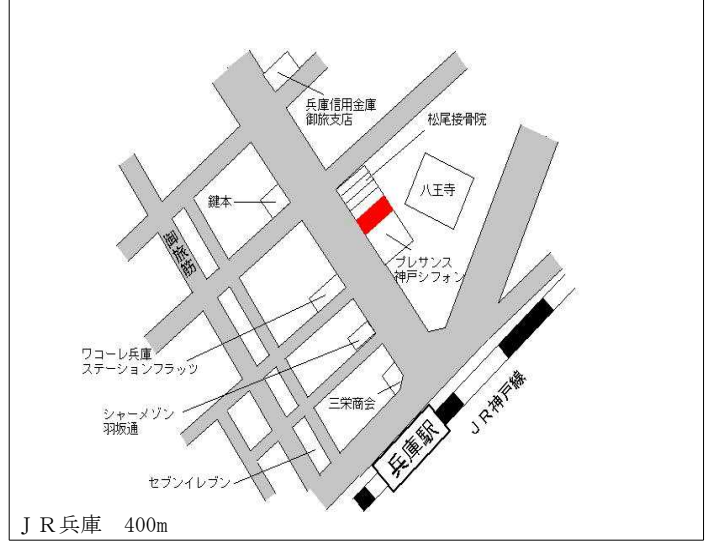 兵庫信用金庫
御旅支店
松尾接骨院
鍵本
八王寺
御旅筋
プレサンス
神戸シフォン
ワコーレ兵庫
ステーションフラッツ
シャーメゾン
羽坂通
三栄商会
セブンイレブン
兵庫駅
ＪＲ神戸線
ＪＲ兵庫　400m